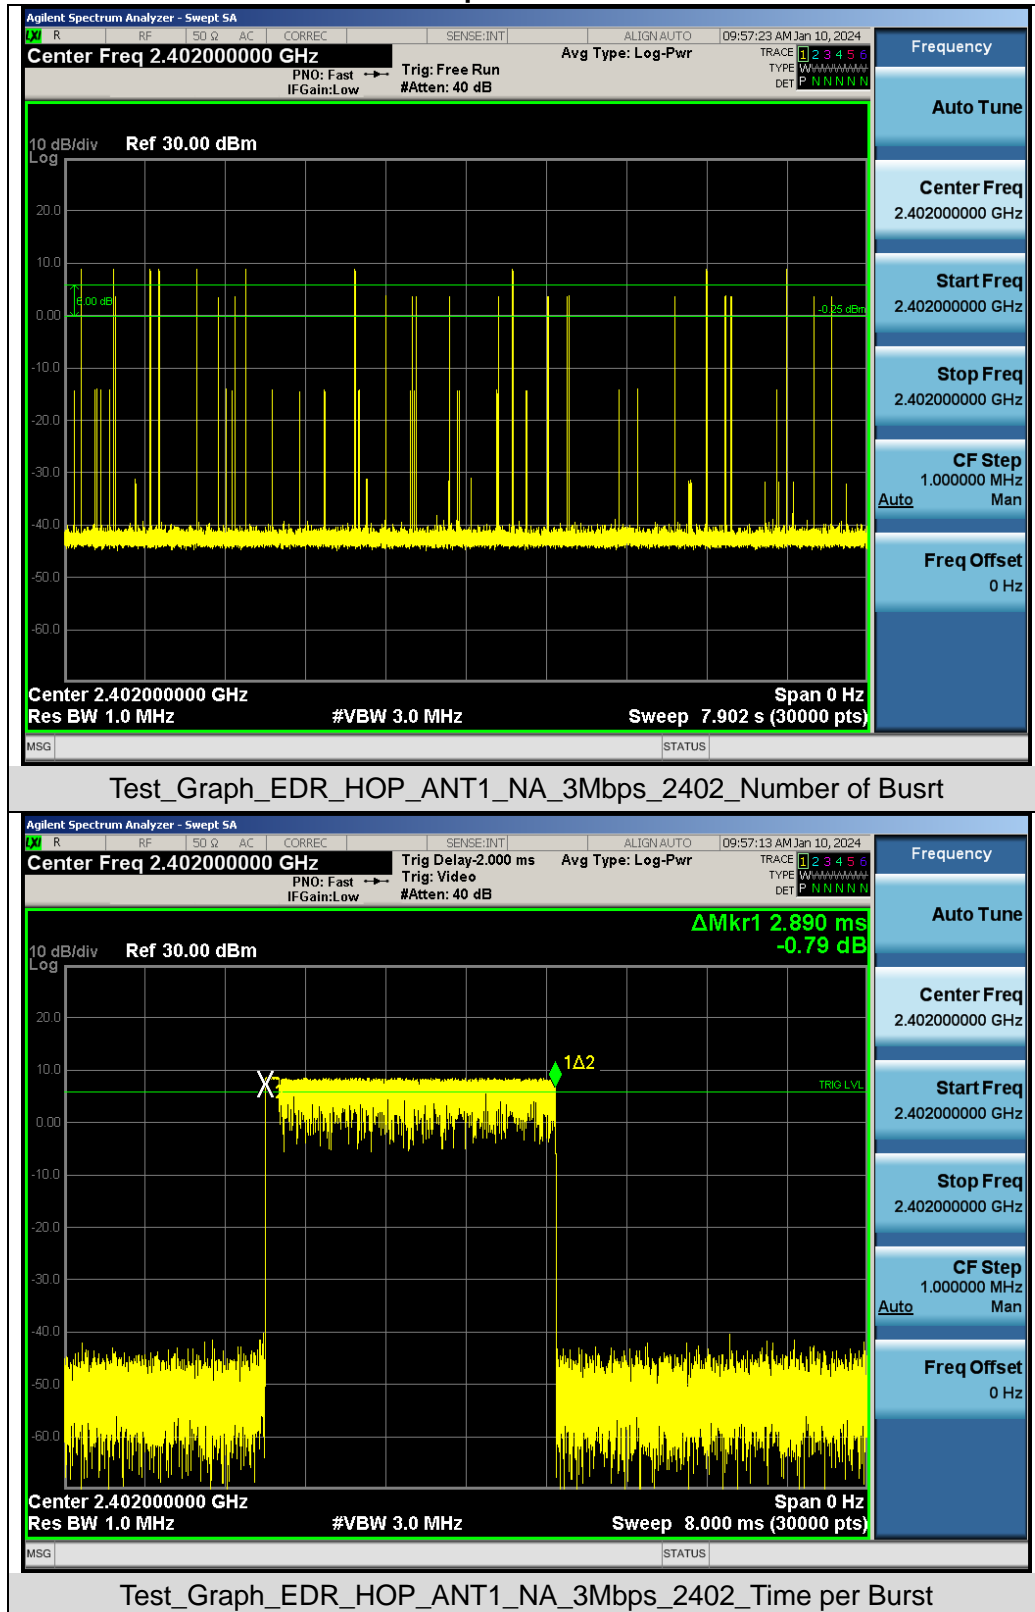 Agilent Spectrum Analyzer - Swept SA
LXI R RF 50 Ω AC CORREC SENSE:INT ALIGN AUTO 09:57:23 AM Jan 10, 2024
Center Freq 2.402000000 GHz
PNO: Fast
IFGain:Low
Trig: Free Run
#Atten: 40 dB
Avg Type: Log-Pwr
TRACE 1 2 3 4 5 6
TYPE WWWWWW
DET P N N N N N
10 dB/div Ref 30.00 dBm
Log
20.0
10.0
0.00
-10.0
-20.0
-30.0
-40.0
-50.0
-60.0
6.00 dB
-0.25 dBm
Center 2.402000000 GHz Span 0 Hz
Res BW 1.0 MHz #VBW 3.0 MHz Sweep 7.902 s (30000 pts)
MSG STATUS
Frequency
Auto Tune
Center Freq
2.402000000 GHz
Start Freq
2.402000000 GHz
Stop Freq
2.402000000 GHz
CF Step
1.000000 MHz
Auto Man
Freq Offset
0 Hz
Test_Graph_EDR_HOP_ANT1_NA_3Mbps_2402_Number of Busrt
Agilent Spectrum Analyzer - Swept SA
LXI R RF 50 Ω AC CORREC SENSE:INT ALIGN AUTO 09:57:13 AM Jan 10, 2024
Center Freq 2.402000000 GHz
PNO: Fast
IFGain:Low
Trig Delay-2.000 ms
Trig: Video
#Atten: 40 dB
Avg Type: Log-Pwr
TRACE 1 2 3 4 5 6
TYPE WWWWWW
DET P N N N N N
ΔMkr1 2.890 ms
-0.79 dB
10 dB/div Ref 30.00 dBm
Log
20.0
10.0
0.00
-10.0
-20.0
-30.0
-40.0
-50.0
-60.0
1Δ2
TRIG LVL
Center 2.402000000 GHz Span 0 Hz
Res BW 1.0 MHz #VBW 3.0 MHz Sweep 8.000 ms (30000 pts)
MSG STATUS
Frequency
Auto Tune
Center Freq
2.402000000 GHz
Start Freq
2.402000000 GHz
Stop Freq
2.402000000 GHz
CF Step
1.000000 MHz
Auto Man
Freq Offset
0 Hz
Test_Graph_EDR_HOP_ANT1_NA_3Mbps_2402_Time per Burst